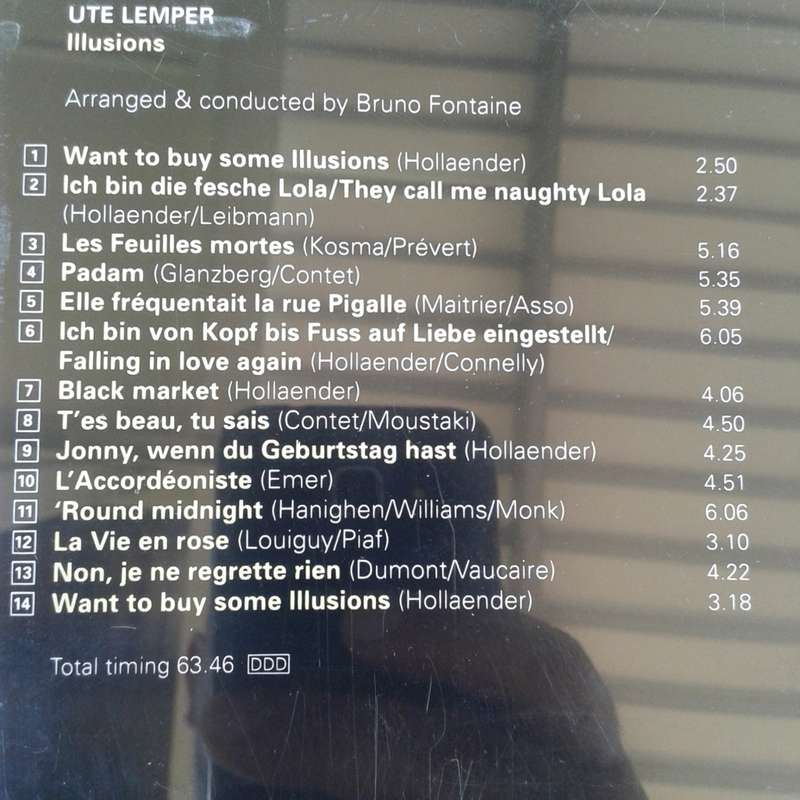 UTE LEMPER
Illusions
Arranged & conducted by Bruno Fontaine
1 Want to buy some Illusions (Hollaender) 2.50
2 Ich bin die fesche Lola/They call me naughty Lola 2.37
(Hollaender/Leibmann)
3 Les Feuilles mortes (Kosma/Prévert) 5.16
4 Padam (Glanzberg/Contet) 5.35
5 Elle fréquentait la rue Pigalle (Maitrier/Asso) 5.39
6 Ich bin von Kopf bis Fuss auf Liebe eingestellt/ 6.05
Falling in love again (Hollaender/Connelly)
7 Black market (Hollaender) 4.06
8 T'es beau, tu sais (Contet/Moustaki) 4.50
9 Jonny, wenn du Geburtstag hast (Hollaender) 4.25
10 L'Accordéoniste (Emer) 4.51
11 'Round midnight (Hanighen/Williams/Monk) 6.06
12 La Vie en rose (Louiguy/Piaf) 3.10
13 Non, je ne regrette rien (Dumont/Vaucaire) 4.22
14 Want to buy some Illusions (Hollaender) 3.18
Total timing 63.46 DDD